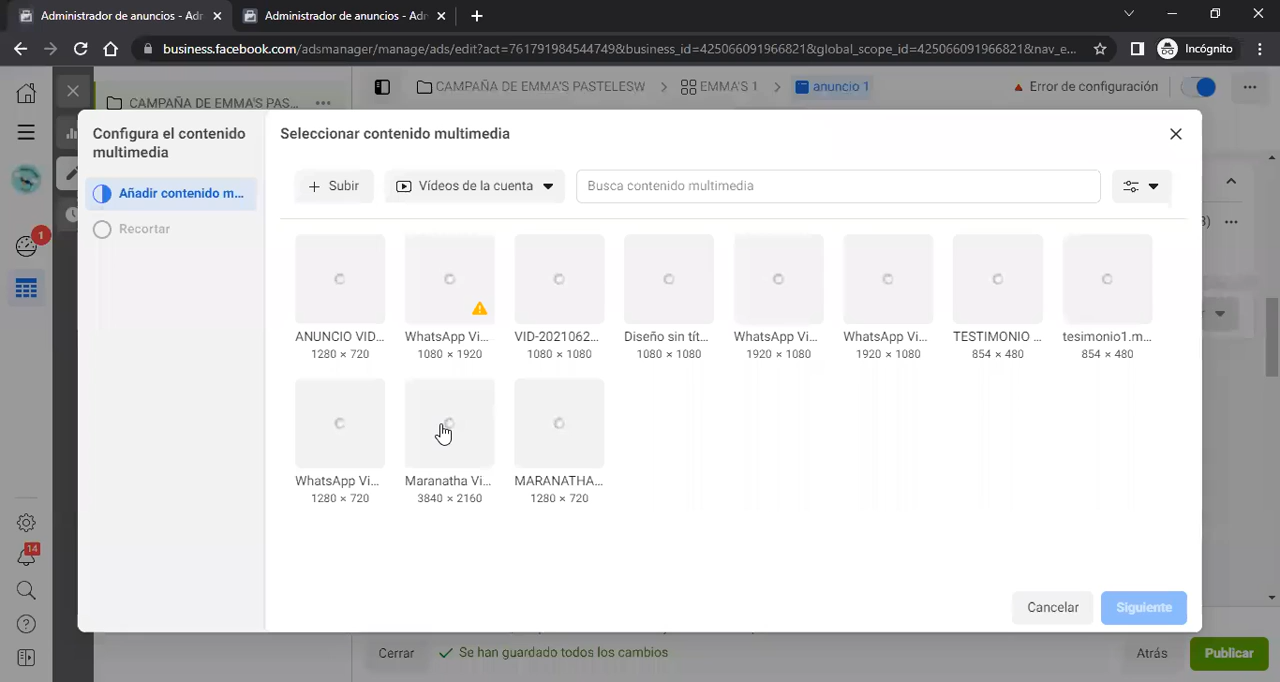 Administrador de anuncios - Adr
Administrador de anuncios - Adr
business.facebook.com/adsmanager/manage/ads/edit?act=761791984544749&business_id=425066091966821&global_scope_id=425066091966821&nav_e...
Incógnito
CAMPAÑA DE EMMA'S PAS...
CAMPAÑA DE EMMA'S PASTELESW
EMMA'S 1
anuncio 1
Error de configuración
Configura el contenido
multimedia
Añadir contenido m...
Recortar
Seleccionar contenido multimedia
Subir
Vídeos de la cuenta
Busca contenido multimedia
1
ANUNCIO VID... WhatsApp Vi... VID-2021062... Diseño sin tít... WhatsApp Vi... WhatsApp Vi... TESTIMONIO ... tesimonio1.m...
1280 × 720 1080 × 1920 1080 × 1080 1080 × 1080 1920 × 1080 1920 × 1080 854 × 480 854 × 480
WhatsApp Vi... Maranatha Vi... MARANATHA...
1280 × 720 3840 × 2160 1280 × 720
14
Cancelar
Siguiente
Cerrar
Se han guardado todos los cambios
Atrás
Publicar